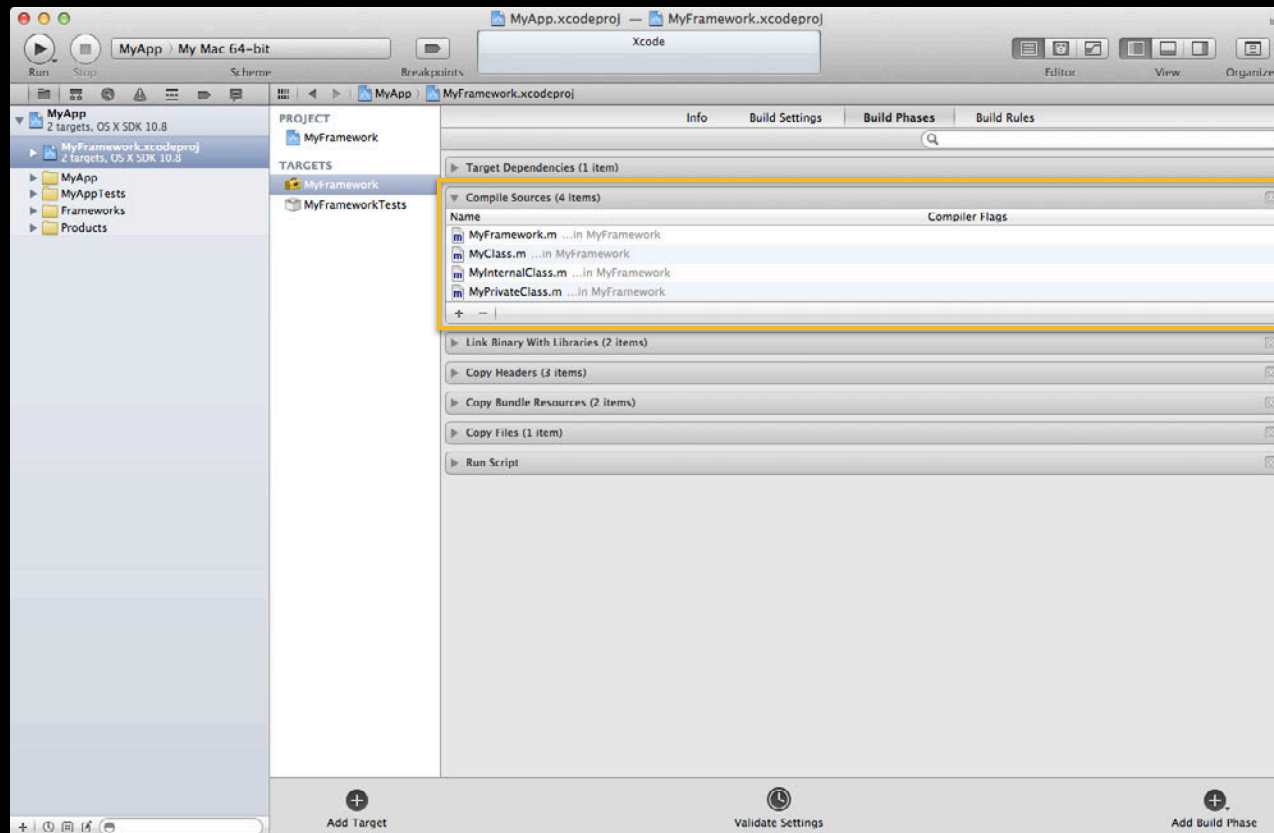 MyApp.xcodeproj — MyFramework.xcodeproj
MyApp 〉 My Mac 64-bit
Xcode
Run Stop Scheme Breakpoints Editor View Organize
MyApp 〉 MyFramework.xcodeproj
MyApp
2 targets, OS X SDK 10.8
MyFramework.xcodeproj
2 targets, OS X SDK 10.8
MyApp
MyAppTests
Frameworks
Products
PROJECT
MyFramework
TARGETS
MyFramework
MyFrameworkTests
Info Build Settings Build Phases Build Rules
Target Dependencies (1 item)
Compile Sources (4 items)
Name Compiler Flags
MyFramework.m ...in MyFramework
MyClass.m ...in MyFramework
MyInternalClass.m ...in MyFramework
MyPrivateClass.m ...in MyFramework
Link Binary With Libraries (2 items)
Copy Headers (3 items)
Copy Bundle Resources (2 items)
Copy Files (1 item)
Run Script
Add Target Validate Settings Add Build Phase